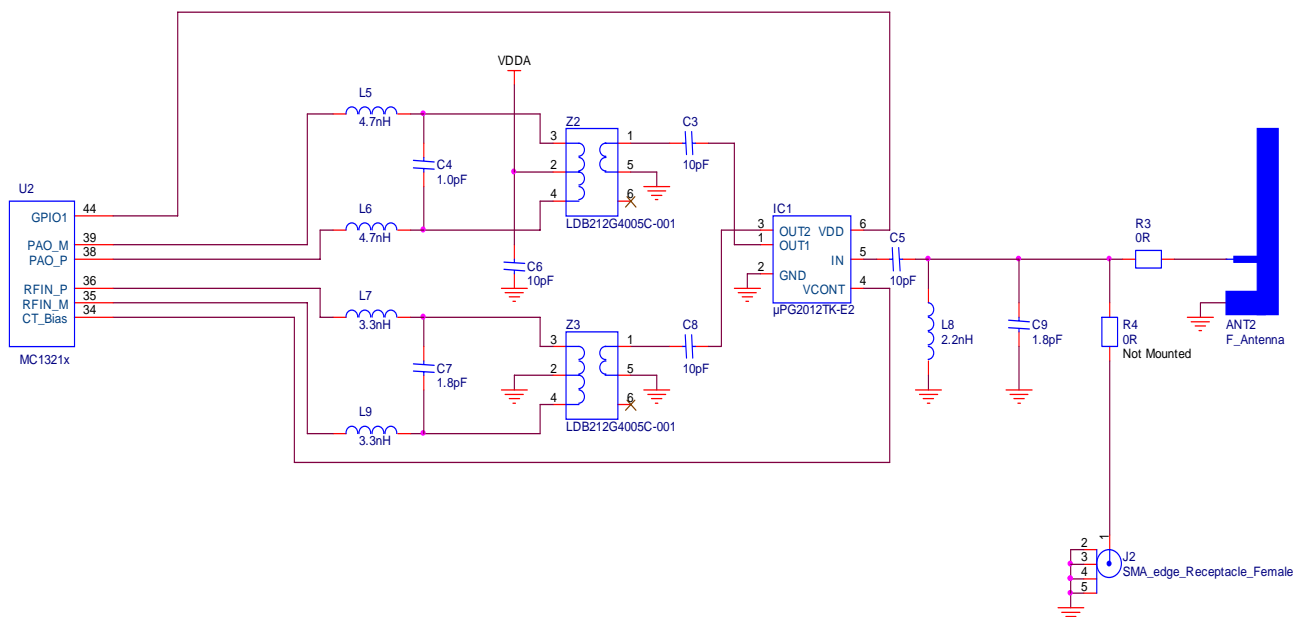 VDDA
L5
4.7nH
C4
1.0pF
L6
4.7nH
Z2
3
2
4
1
5
6
LDB212G4005C-001
C3
10pF
C6
10pF
U2
GPIO1 44
PAO_M 39
PAO_P 38
RFIN_P 36
RFIN_M 35
CT_Bias 34
MC1321x
L7
3.3nH
C7
1.8pF
L9
3.3nH
Z3
3
2
4
1
5
6
LDB212G4005C-001
C8
10pF
IC1
3 OUT2 VDD 6
1 OUT1
IN 5
2 GND
VCONT 4
µPG2012TK-E2
C5
10pF
L8
2.2nH
C9
1.8pF
R3
0R
R4
0R
Not Mounted
ANT2
F_Antenna
1
2
3
4
5
J2
SMA_edge_Receptacle_Female